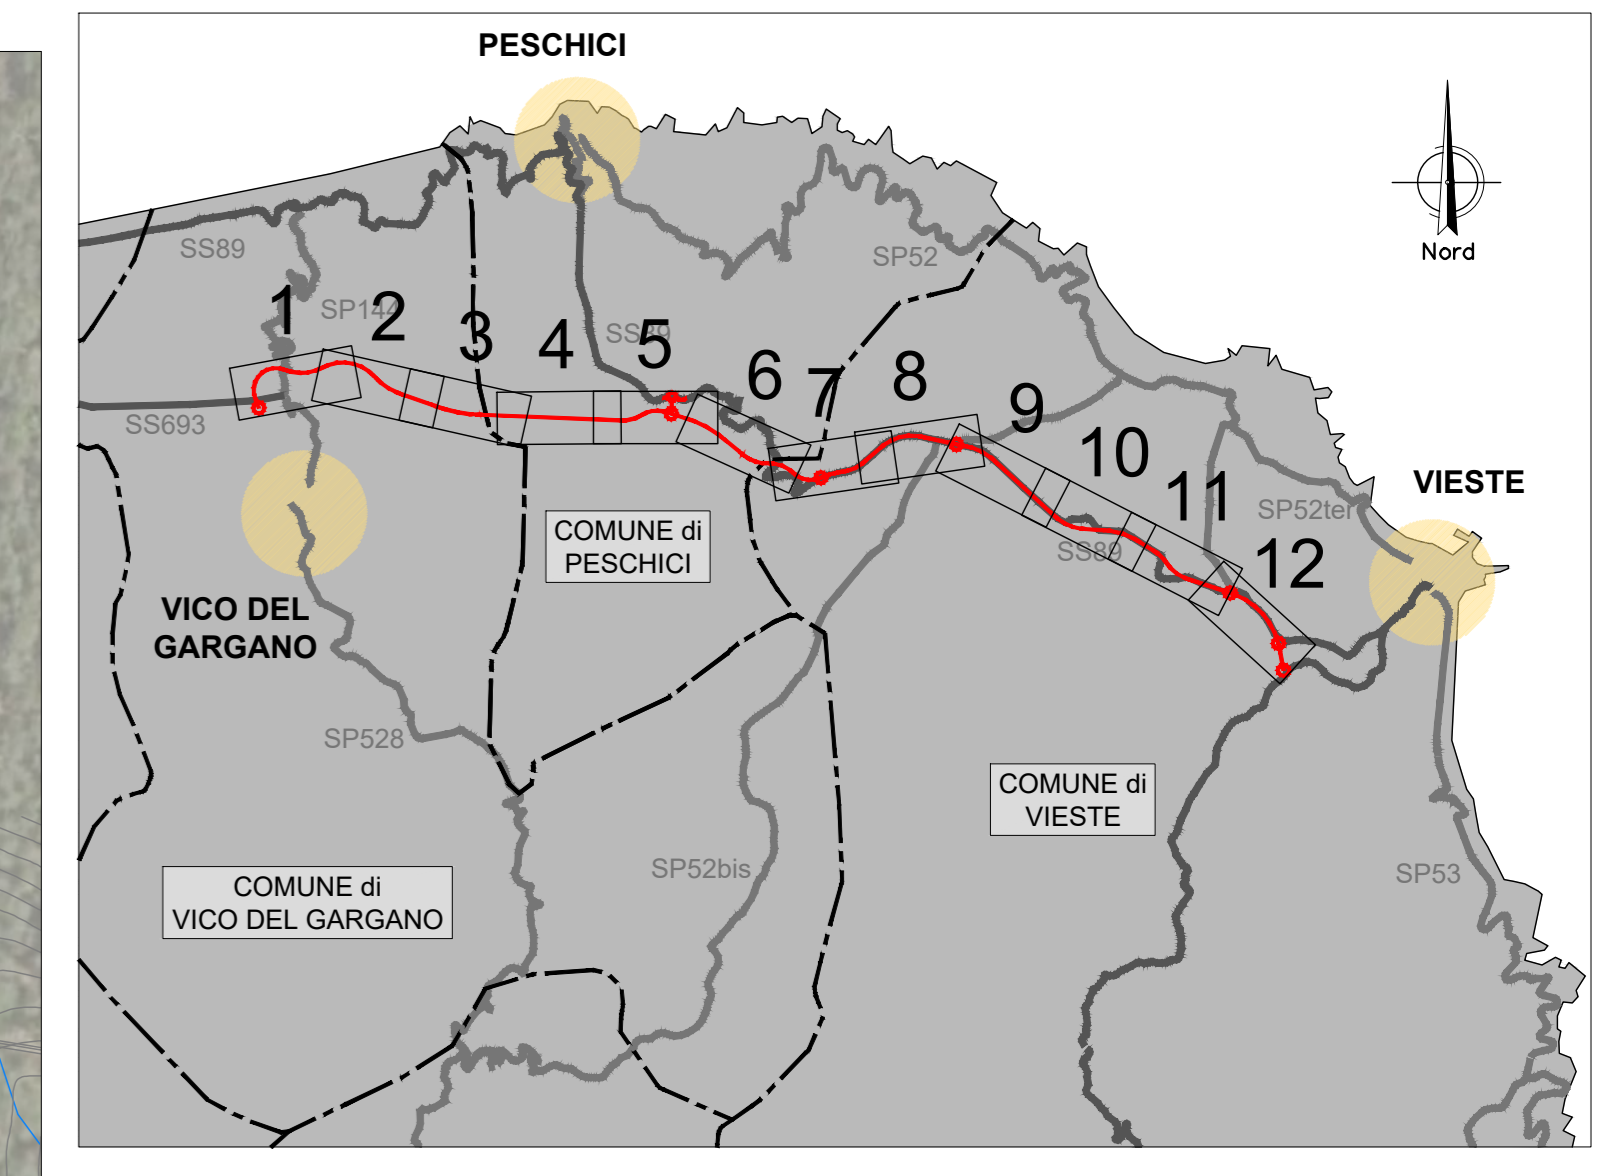 PESCHICI
Nord
SS89
SP52
1
SP144
2
3
4
SS89
5
6
7
8
9
10
11
12
SS693
SS89
SP52ter
VIESTE
COMUNE di
PESCHICI
VICO DEL
GARGANO
SP528
COMUNE di
VIESTE
SP52bis
SP53
COMUNE di
VICO DEL GARGANO